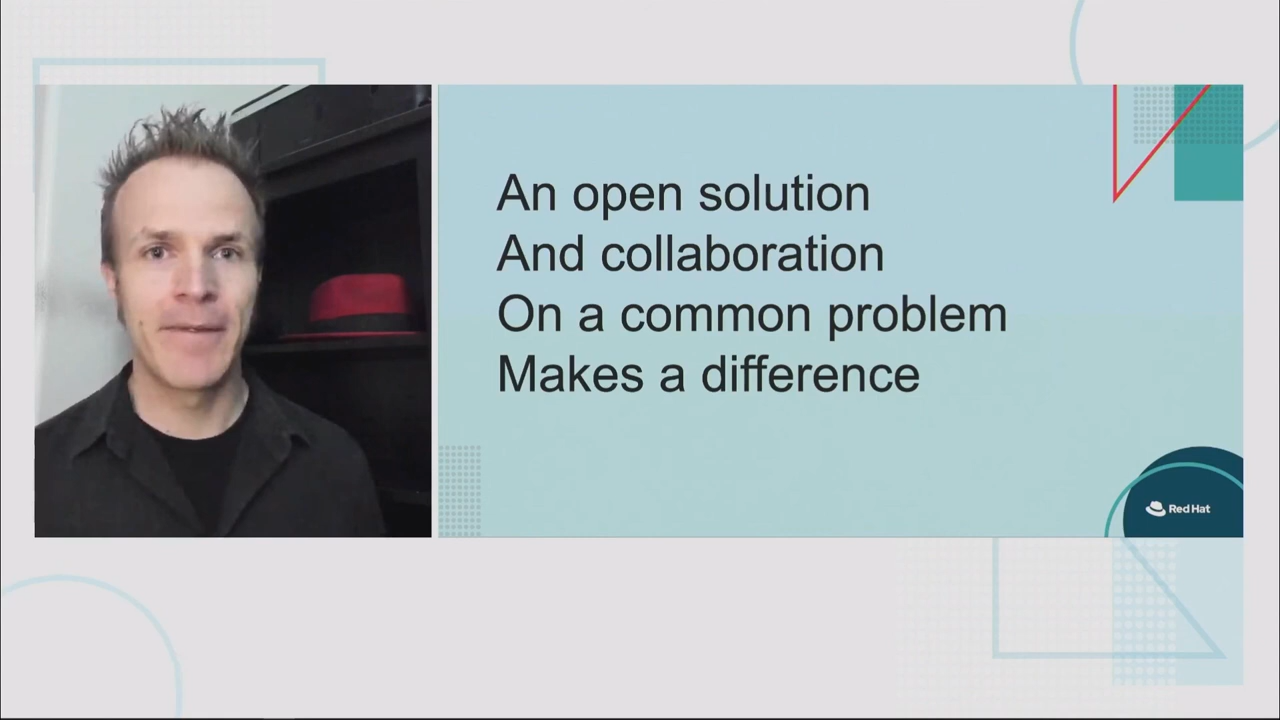 An open solution
And collaboration
On a common problem
Makes a difference
Red Hat